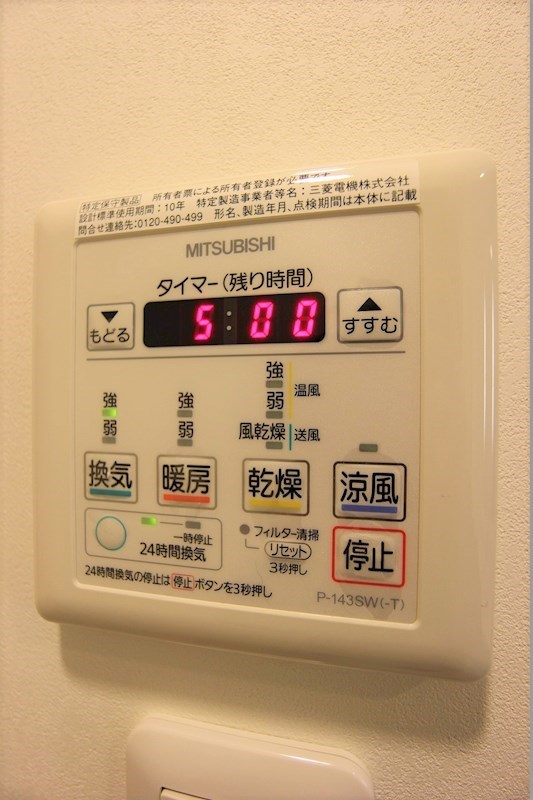 特定保守製品 所有者票による所有者登録が必要です
設計標準使用期間：10年 特定製造事業者等名：三菱電機株式会社
問合せ連絡先：0120-490-499 形名、製造年月、点検期間は本体に記載
MITSUBISHI
タイマー（残り時間）
▼ もどる
5:00
▲ すすむ
強
弱
強
弱
強
弱
温風
風乾燥
送風
換気
暖房
乾燥
涼風
一時停止
24時間換気
フィルター清掃
リセット
3秒押し
停止
24時間換気の停止は 停止 ボタンを3秒押し
P-143SW(-T)